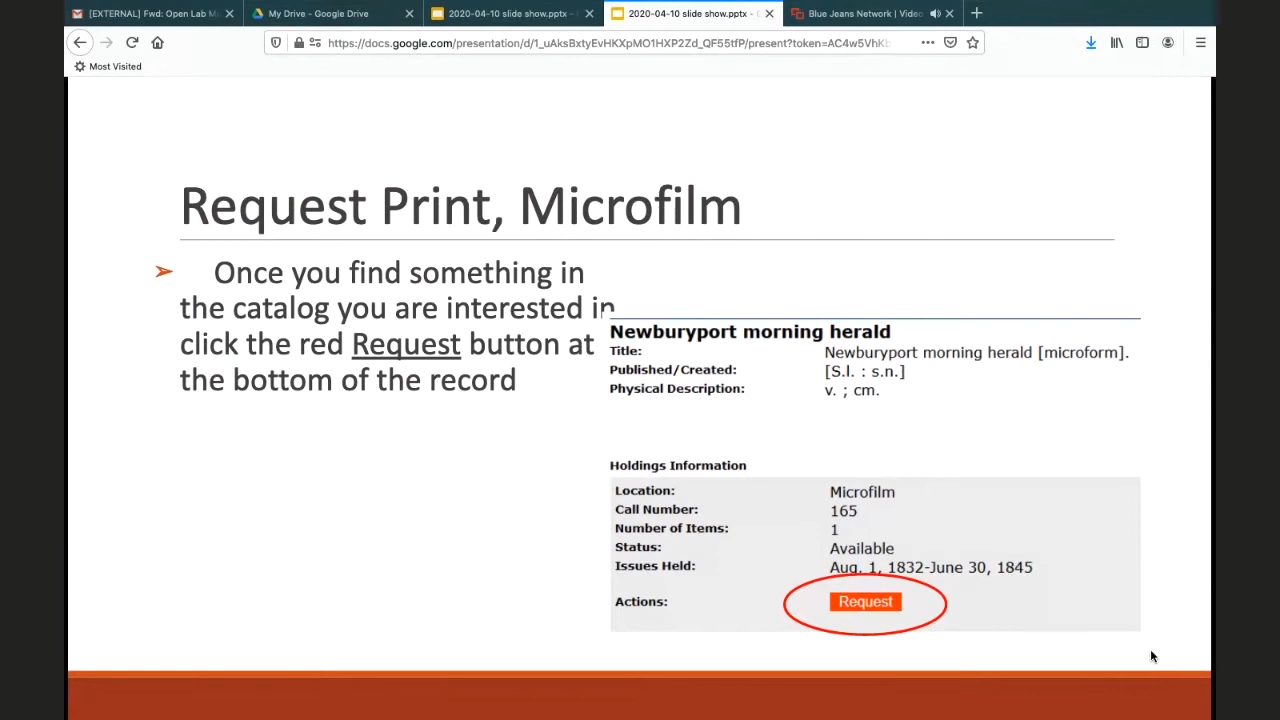 [EXTERNAL] Fwd: Open Lab M
My Drive - Google Drive
2020-04-10 slide show.pptx -
2020-04-10 slide show.pptx -
Blue Jeans Network | Video
https://docs.google.com/presentation/d/1_uAksBxtyEvHKXpMO1HXP2Zd_QF55tfP/present?token=AC4w5VhKb
Most Visited
Request Print, Microfilm
➢ Once you find something in
the catalog you are interested in
click the red Request button at
the bottom of the record
Newburyport morning herald
Title: Newburyport morning herald [microform].
Published/Created: [S.l. : s.n.]
Physical Description: v. ; cm.
Holdings Information
Location: Microfilm
Call Number: 165
Number of Items: 1
Status: Available
Issues Held: Aug. 1, 1832-June 30, 1845
Actions: Request